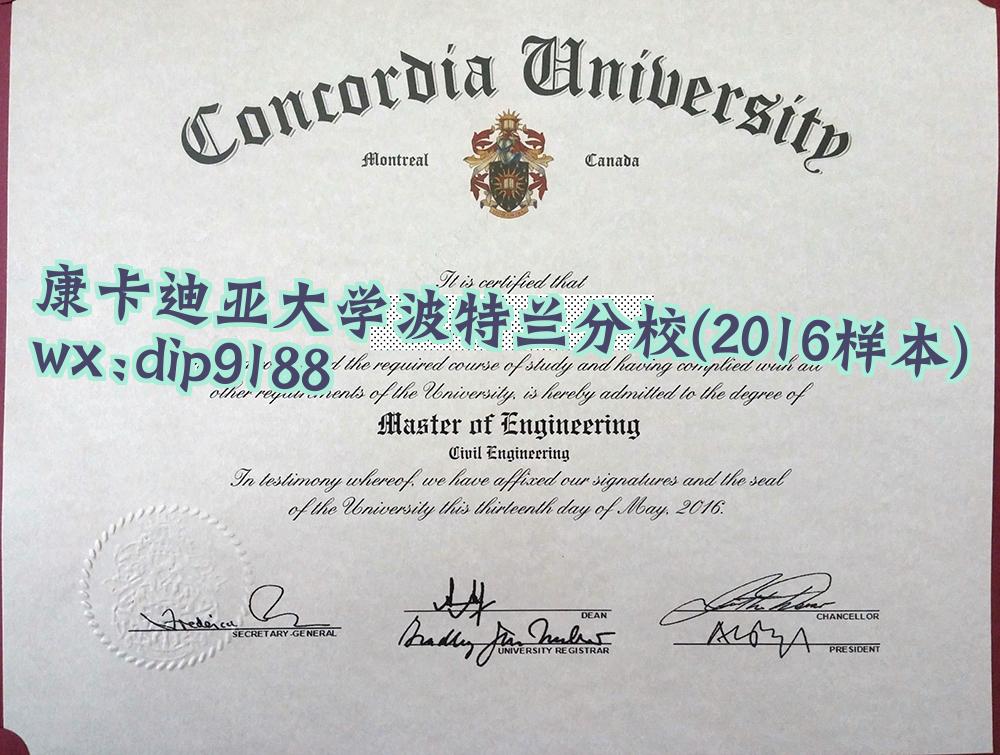 Concordia University
Montreal Canada
It is certified that
康卡迪亚大学波特兰分校(2016样本)
wx:dip9188
the required course of study and having complied with all
other requirements of the University, is hereby admitted to the degree of
Master of Engineering
Civil Engineering
In testimony whereof, we have affixed our signatures and the seal
of the University this thirteenth day of May, 2016.
SECRETARY-GENERAL
DEAN
UNIVERSITY REGISTRAR
CHANCELLOR
PRESIDENT